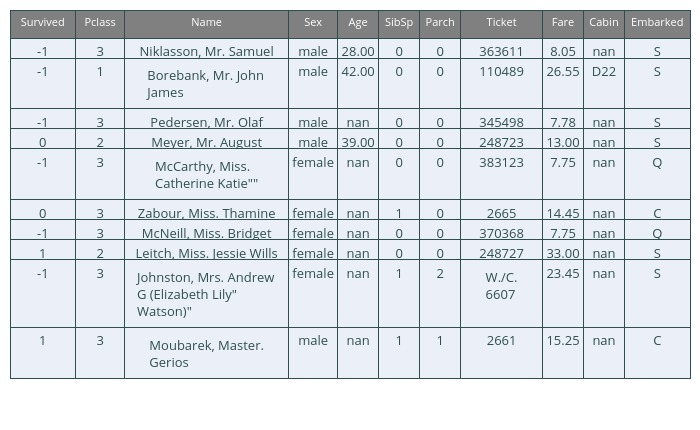 Survived Pclass Name Sex Age SibSp Parch Ticket Fare Cabin Embarked
-1 3 Niklasson, Mr. Samuel male 28.00 0 0 363611 8.05 nan S
-1 1 Borebank, Mr. John male 42.00 0 0 110489 26.55 D22 S
James
-1 3 Pedersen, Mr. Olaf male nan 0 0 345498 7.78 nan S
0 2 Meyer, Mr. August male 39.00 0 0 248723 13.00 nan S
-1 3 McCarthy, Miss. female nan 0 0 383123 7.75 nan Q
Catherine Katie""
0 3 Zabour, Miss. Thamine female nan 1 0 2665 14.45 nan C
-1 3 McNeill, Miss. Bridget female nan 0 0 370368 7.75 nan Q
1 2 Leitch, Miss. Jessie Wills female nan 0 0 248727 33.00 nan S
-1 3 Johnston, Mrs. Andrew female nan 1 2 W./C. 23.45 nan S
G (Elizabeth Lily" 6607
Watson)"
1 3 Moubarek, Master. male nan 1 1 2661 15.25 nan C
Gerios